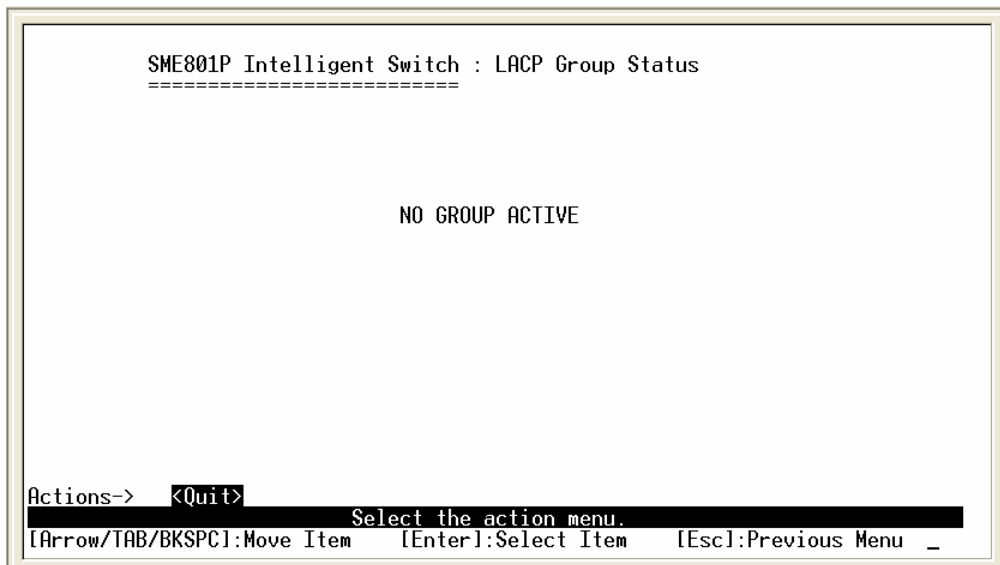 SME801P Intelligent Switch : LACP Group Status
==========================
NO GROUP ACTIVE
Actions-> <Quit>
Select the action menu.
[Arrow/TAB/BKSPC]:Move Item [Enter]:Select Item [Esc]:Previous Menu _